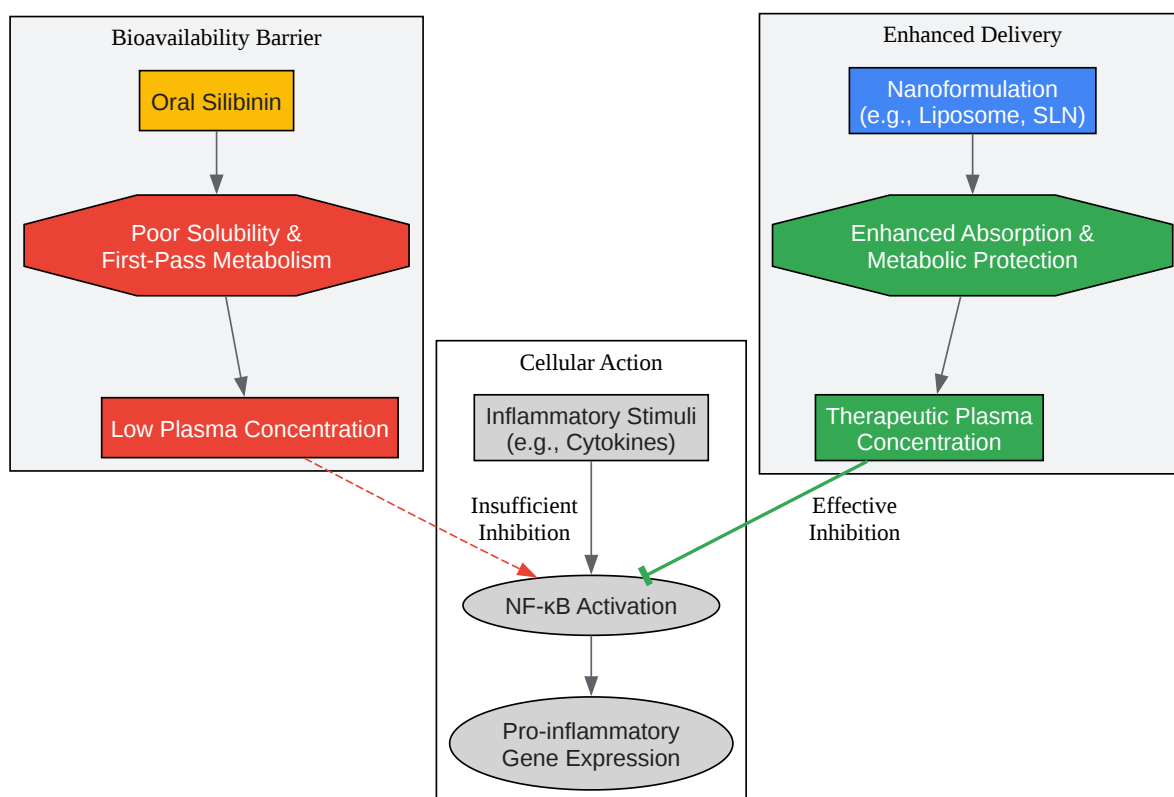 Bioavailability Barrier
Oral Silibinin
Poor Solubility &
First-Pass Metabolism
Low Plasma Concentration
Enhanced Delivery
Nanoformulation
(e.g., Liposome, SLN)
Enhanced Absorption &
Metabolic Protection
Therapeutic Plasma
Concentration
Cellular Action
Inflammatory Stimuli
(e.g., Cytokines)
Insufficient
Inhibition
Effective
Inhibition
NF-κB Activation
Pro-inflammatory
Gene Expression